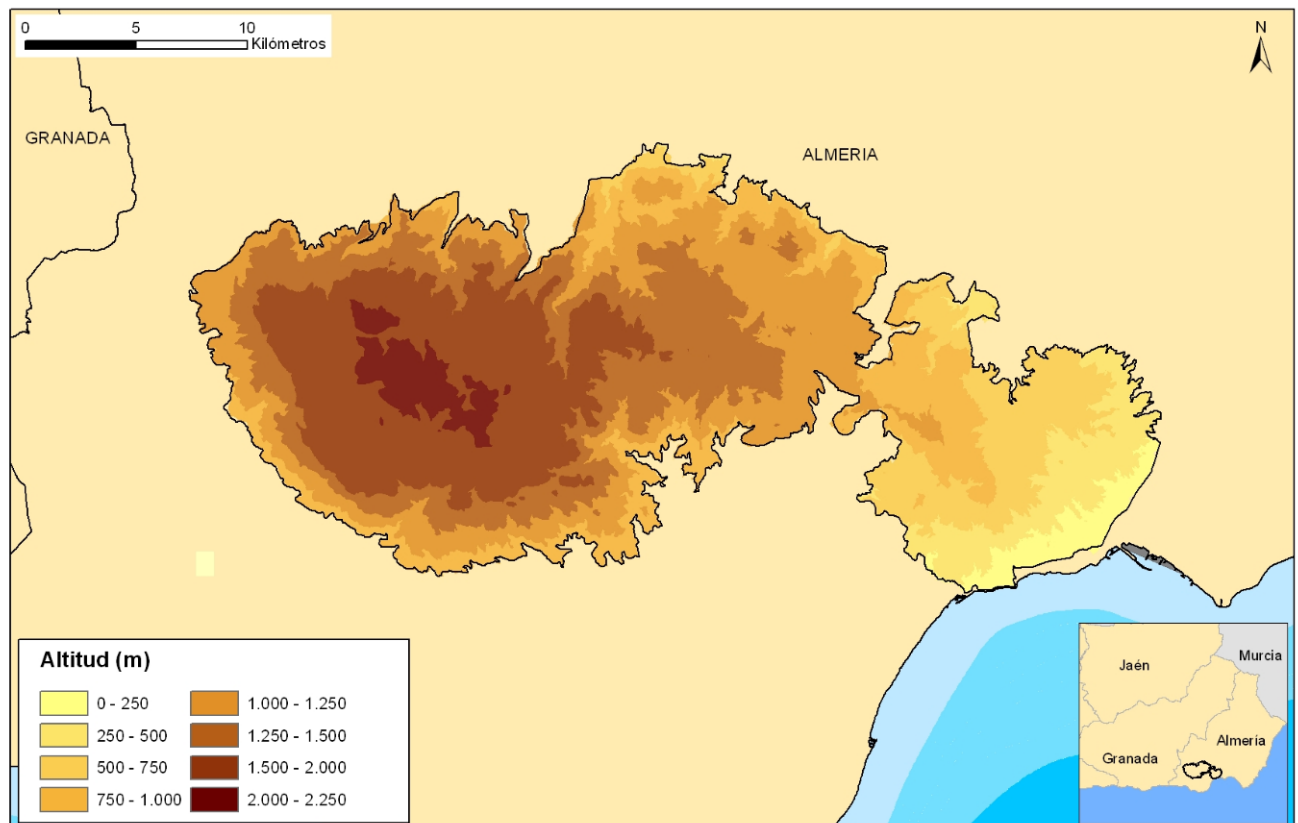 0 5 10
Kilómetros
N
GRANADA
ALMERIA
Altitud (m)
0 - 250
250 - 500
500 - 750
750 - 1.000
1.000 - 1.250
1.250 - 1.500
1.500 - 2.000
2.000 - 2.250
Jaén
Murcia
Almería
Granada